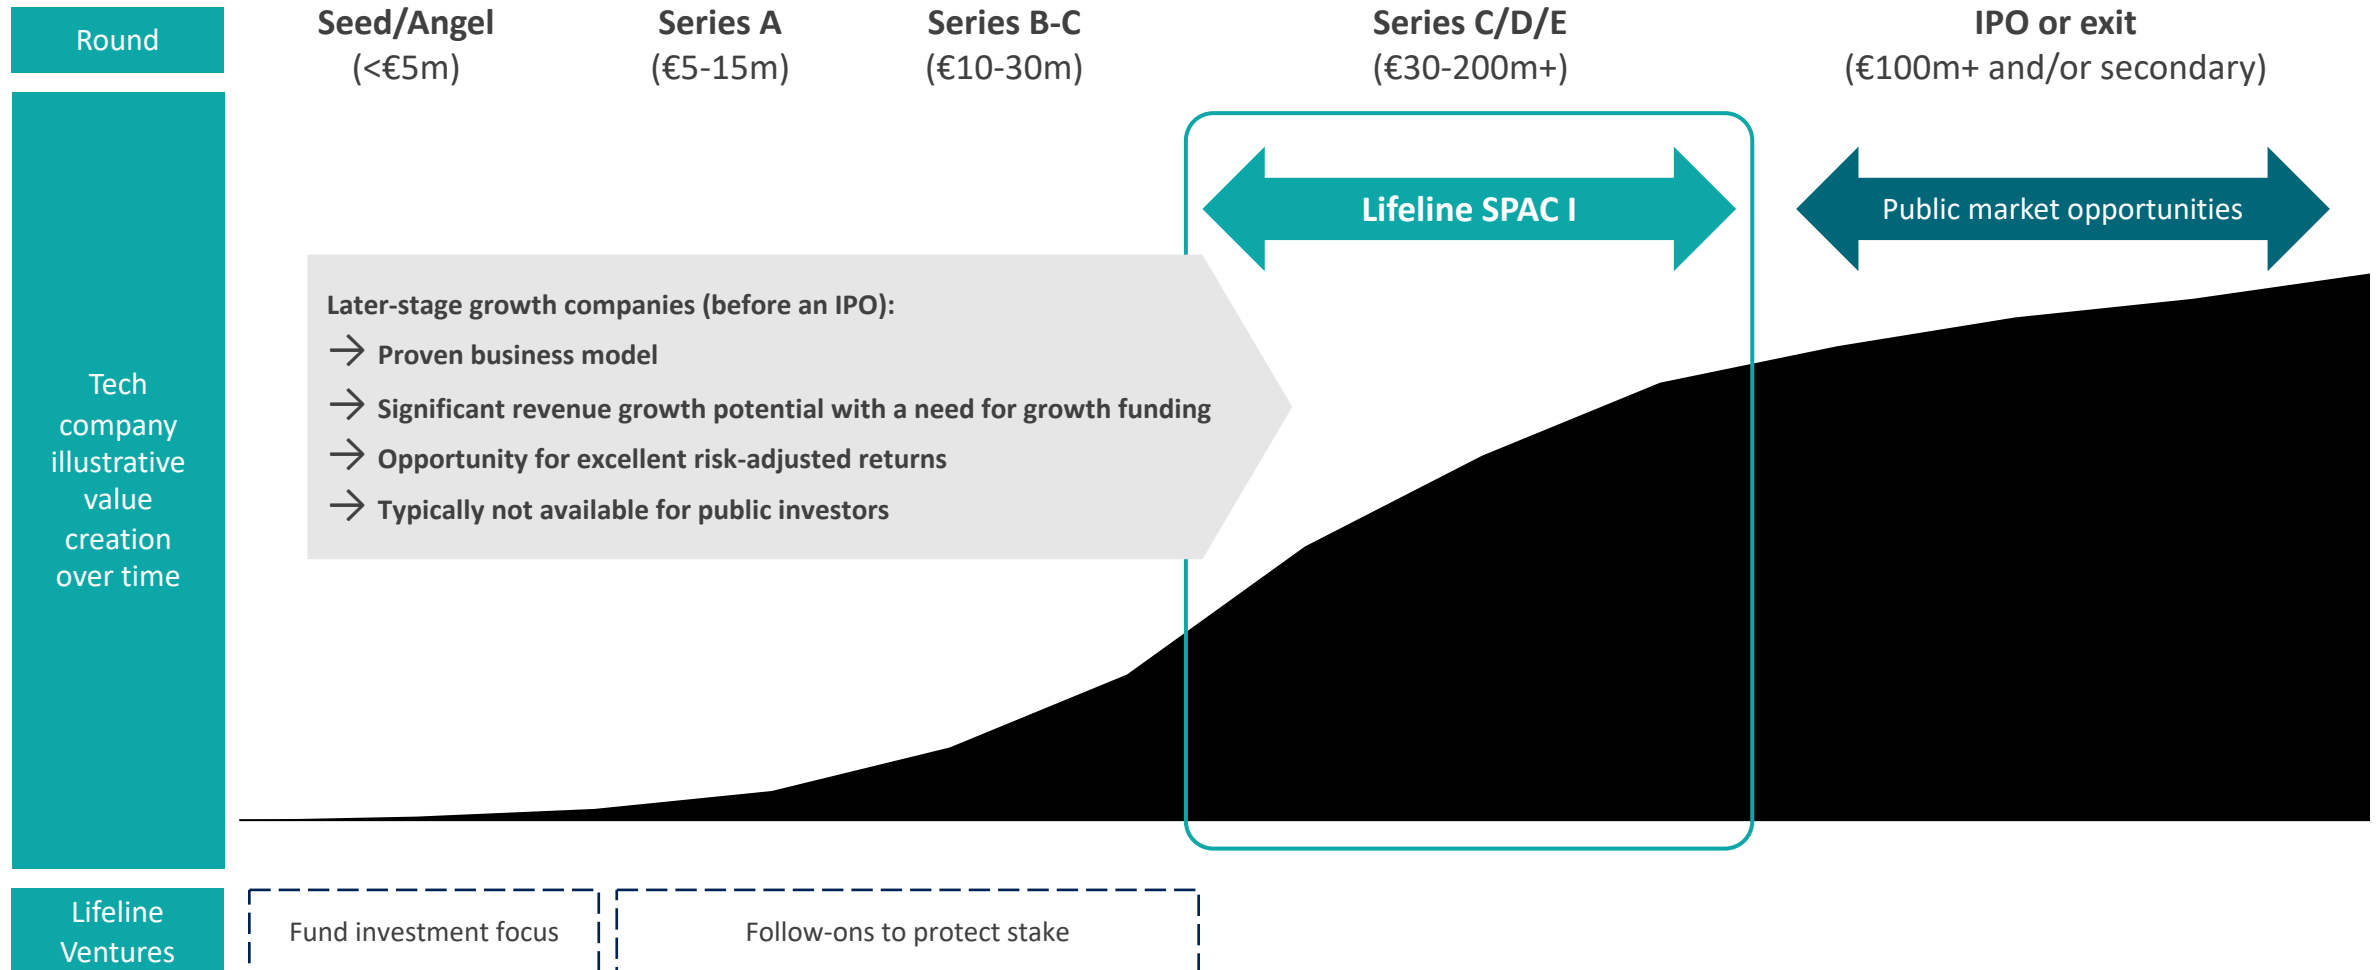 Round
Seed/Angel
(<€5m)
Series A
(€5-15m)
Series B-C
(€10-30m)
Series C/D/E
(€30-200m+)
IPO or exit
(€100m+ and/or secondary)
Tech
company
illustrative
value
creation
over time
Lifeline SPAC I
Public market opportunities
Later-stage growth companies (before an IPO):
→ Proven business model
→ Significant revenue growth potential with a need for growth funding
→ Opportunity for excellent risk-adjusted returns
→ Typically not available for public investors
Lifeline
Ventures
Fund investment focus
Follow-ons to protect stake